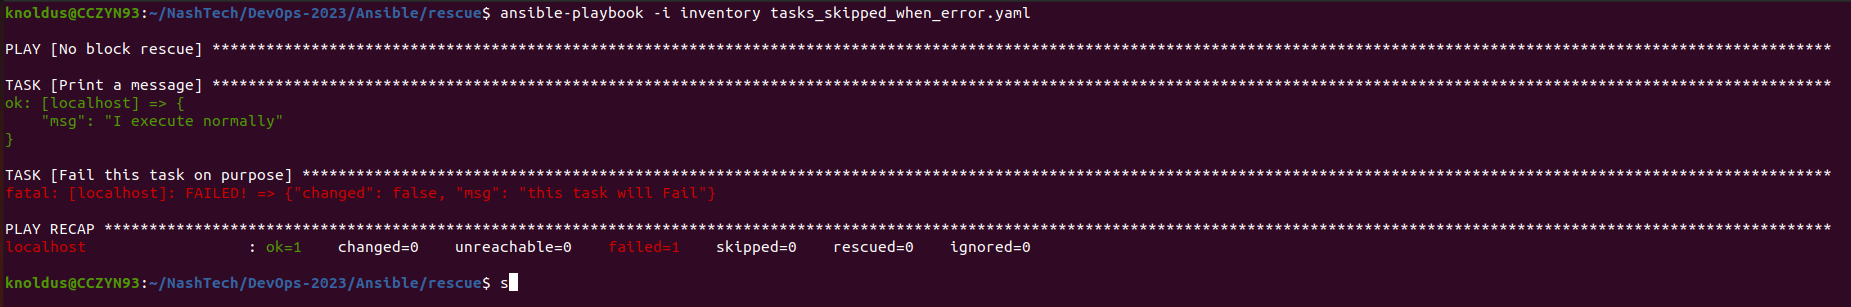 knoldus@CCZYN93:~/NashTech/DevOps-2023/Ansible/rescue$ ansible-playbook -i inventory tasks_skipped_when_error.yaml
PLAY [No block rescue] ************************************************************************************************************************************************************************************
TASK [Print a message] ************************************************************************************************************************************************************************************
ok: [localhost] => {
    "msg": "I execute normally"
}
TASK [Fail this task on purpose] **************************************************************************************************************************************************************************
fatal: [localhost]: FAILED! => {"changed": false, "msg": "this task will Fail"}
PLAY RECAP ************************************************************************************************************************************************************************************************
localhost                  : ok=1    changed=0    unreachable=0    failed=1    skipped=0    rescued=0    ignored=0
knoldus@CCZYN93:~/NashTech/DevOps-2023/Ansible/rescue$ s